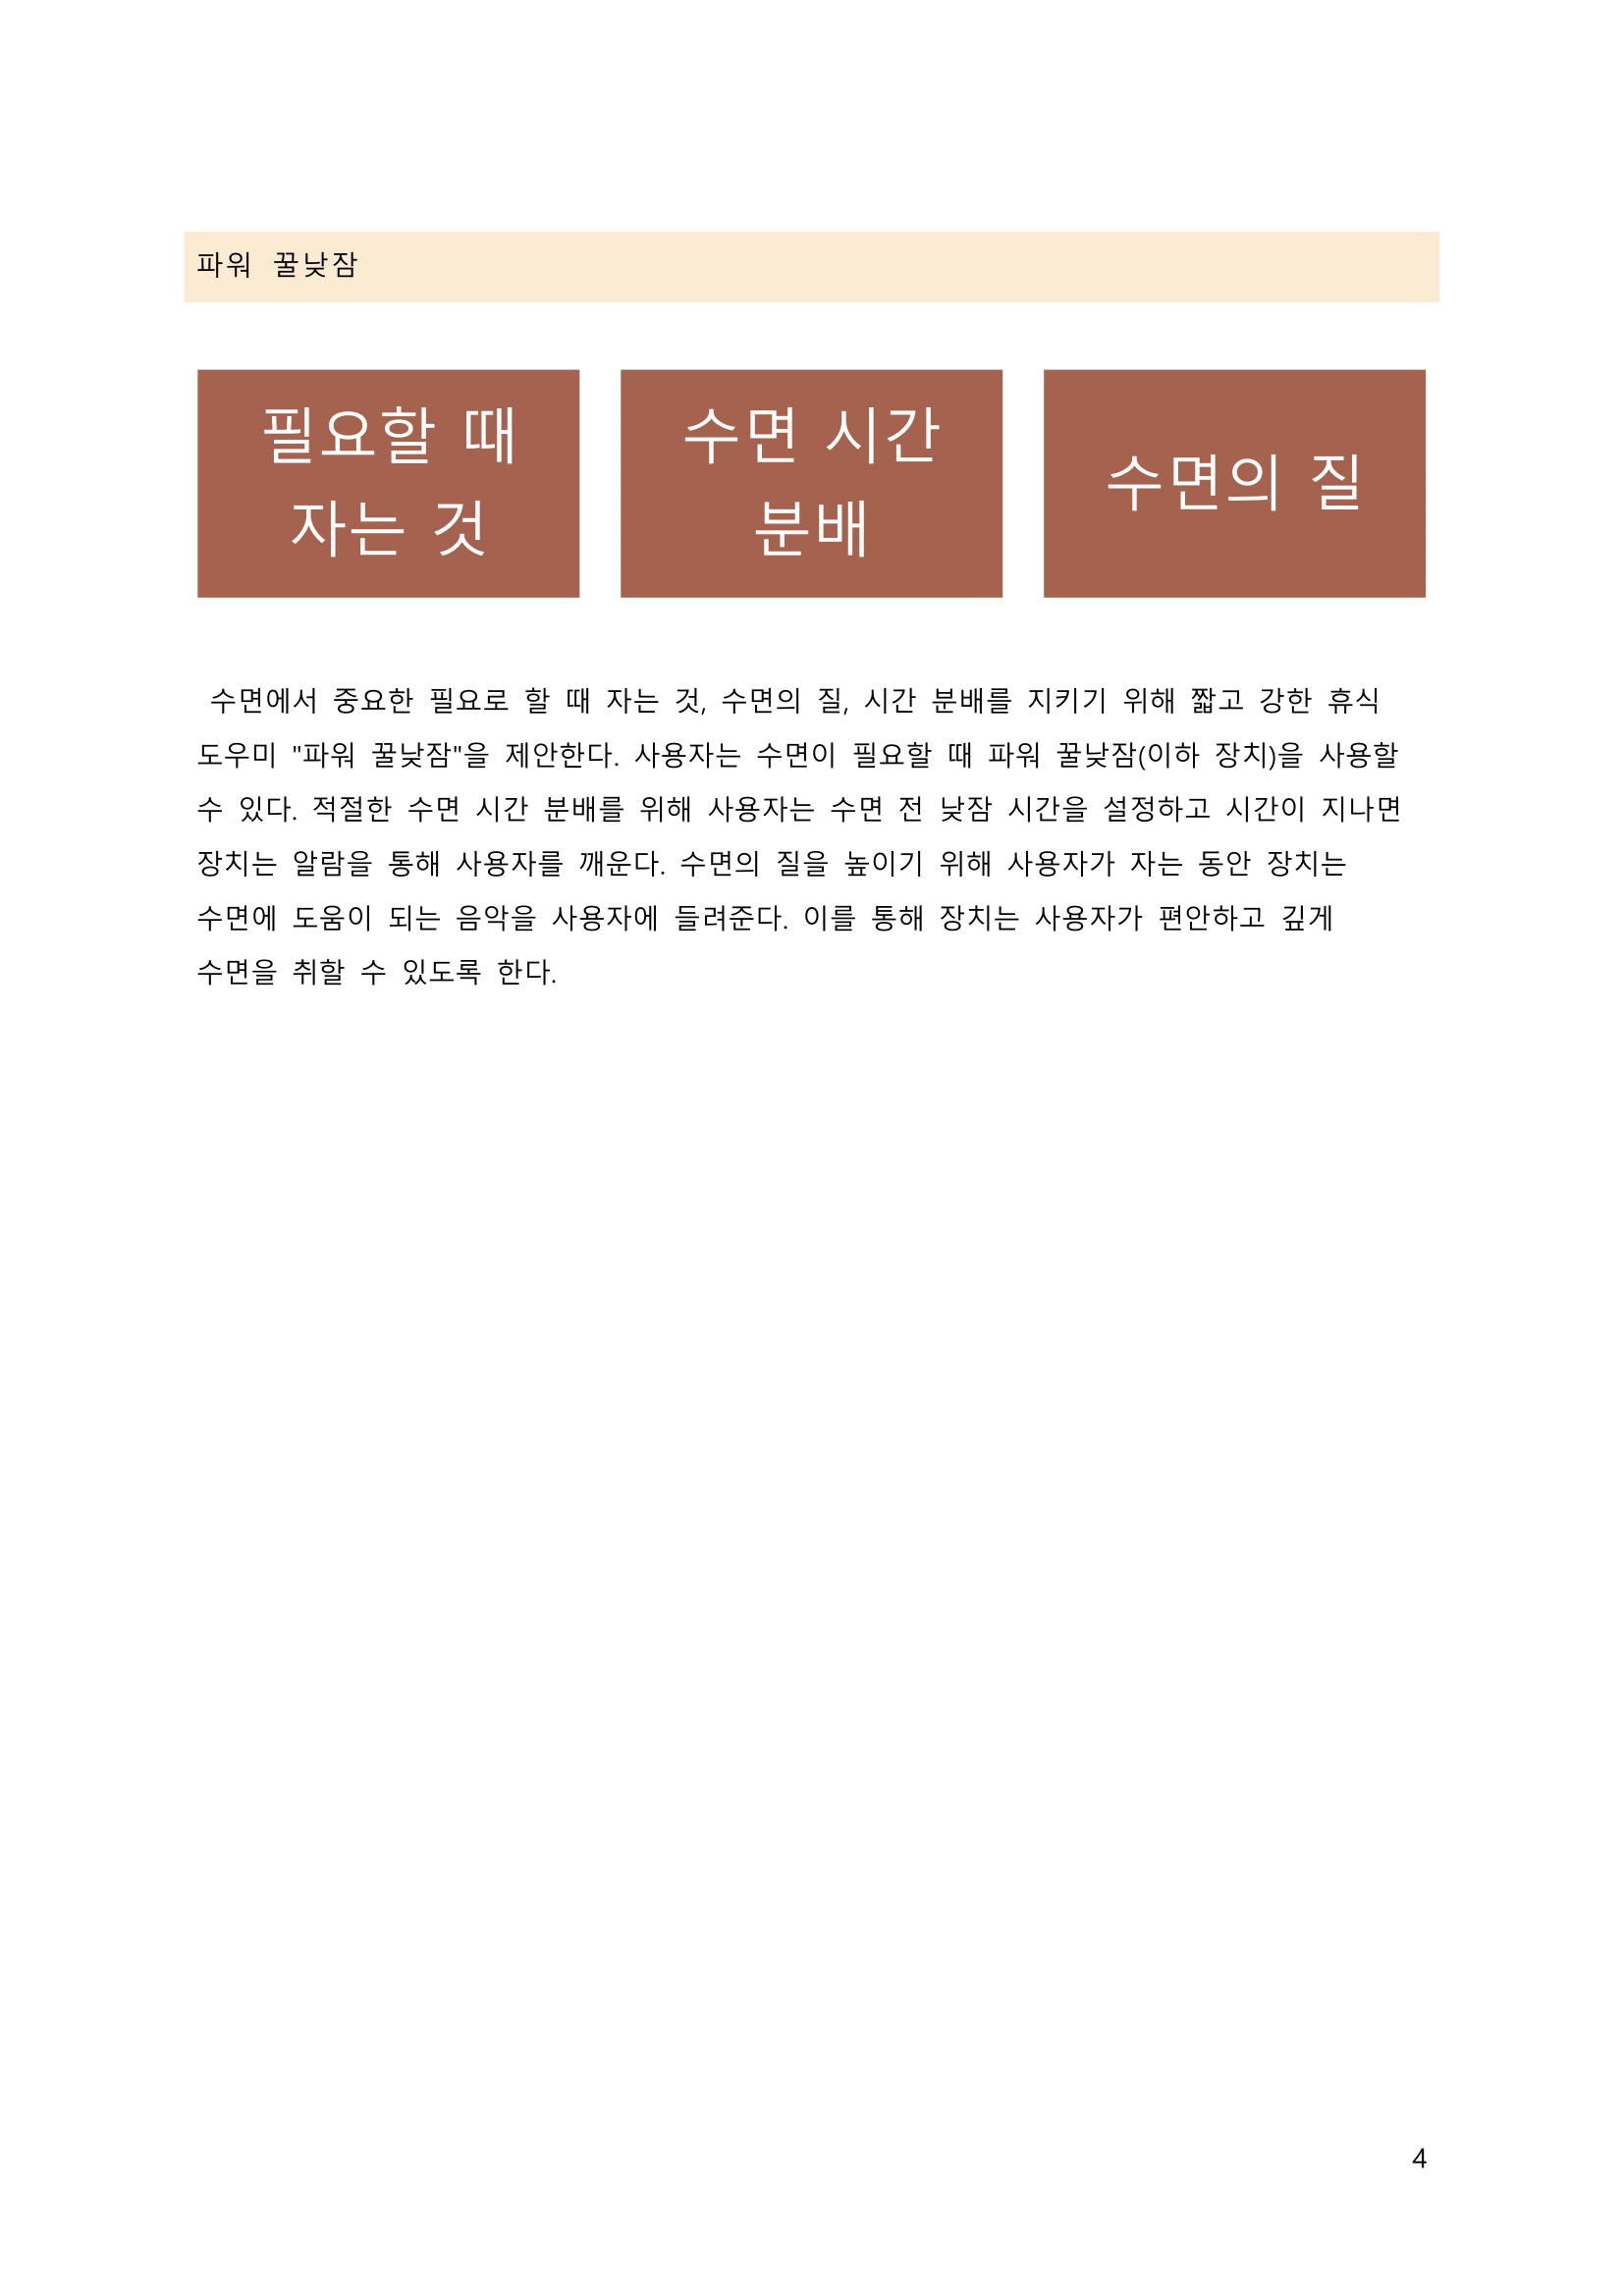 파워 꿀낮잠
필요할 때
자는 것
수면 시간
분배
수면의 질
수면에서 중요한 필요로 할 때 자는 것, 수면의 질, 시간 분배를 지키기 위해 짧고 강한 휴식
도우미 "파워 꿀낮잠"을 제안한다. 사용자는 수면이 필요할 때 파워 꿀낮잠(이하 장치)을 사용할
수 있다. 적절한 수면 시간 분배를 위해 사용자는 수면 전 낮잠 시간을 설정하고 시간이 지나면
장치는 알람을 통해 사용자를 깨운다. 수면의 질을 높이기 위해 사용자가 자는 동안 장치는
수면에 도움이 되는 음악을 사용자에 들려준다. 이를 통해 장치는 사용자가 편안하고 깊게
수면을 취할 수 있도록 한다.
4